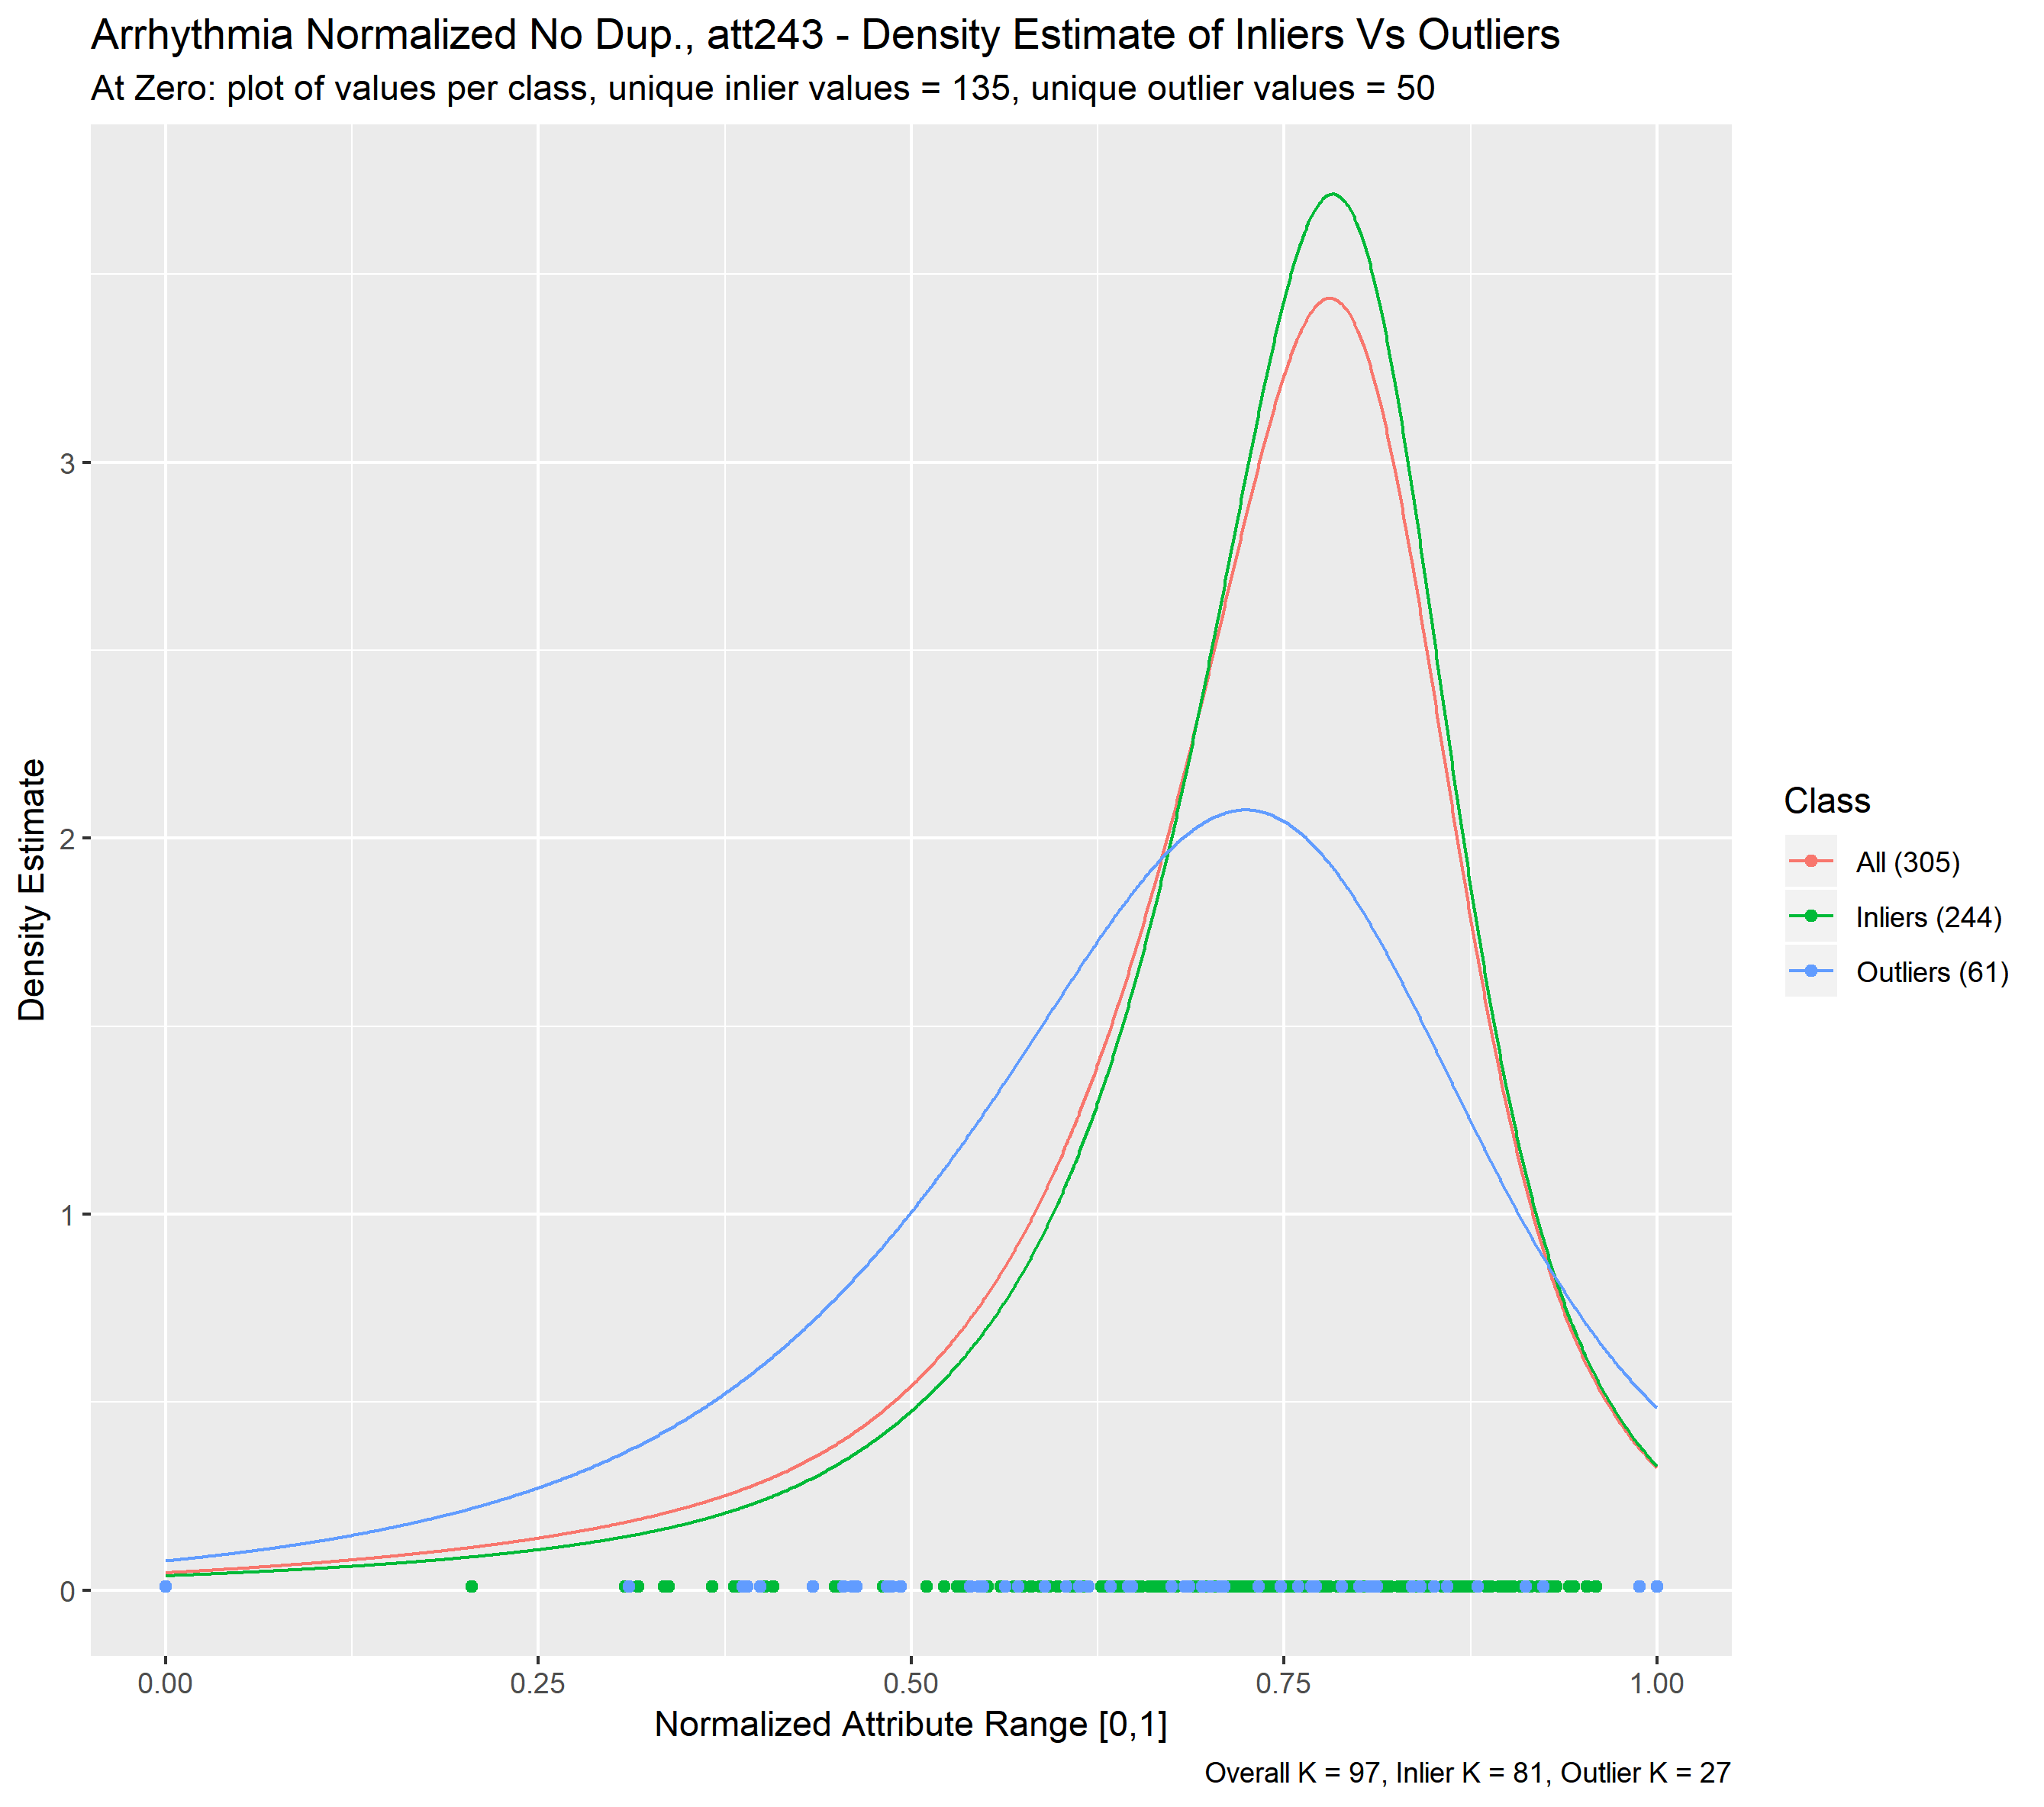 Arrhythmia Normalized No Dup., att243 - Density Estimate of Inliers Vs Outliers
At Zero: plot of values per class, unique inlier values = 135, unique outlier values = 50
Density Estimate
3
2
1
0
0.00 0.25 0.50 0.75 1.00
Normalized Attribute Range [0,1]
Class
All (305)
Inliers (244)
Outliers (61)
Overall K = 97, Inlier K = 81, Outlier K = 27